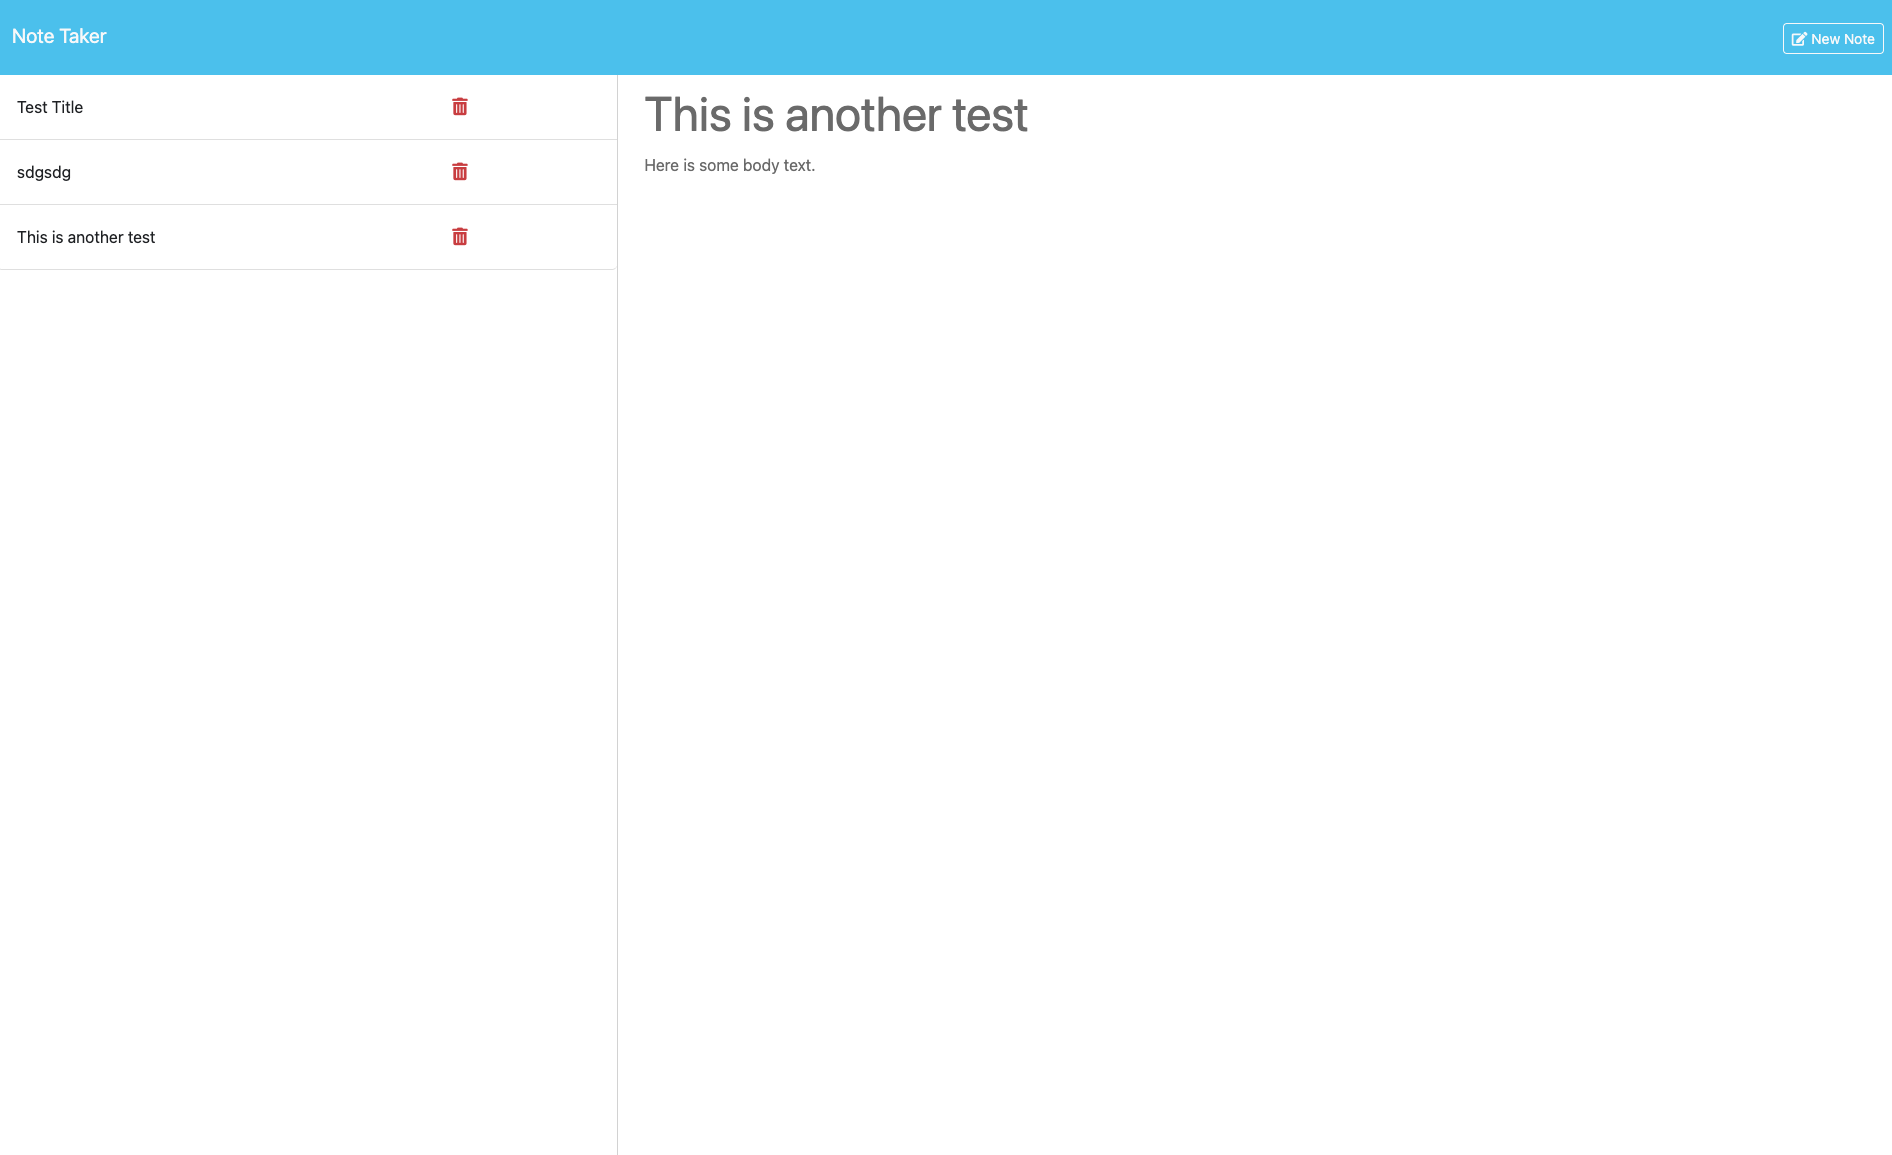 Note Taker
New Note
Test Title
sdgsdg
This is another test
This is another test
Here is some body text.